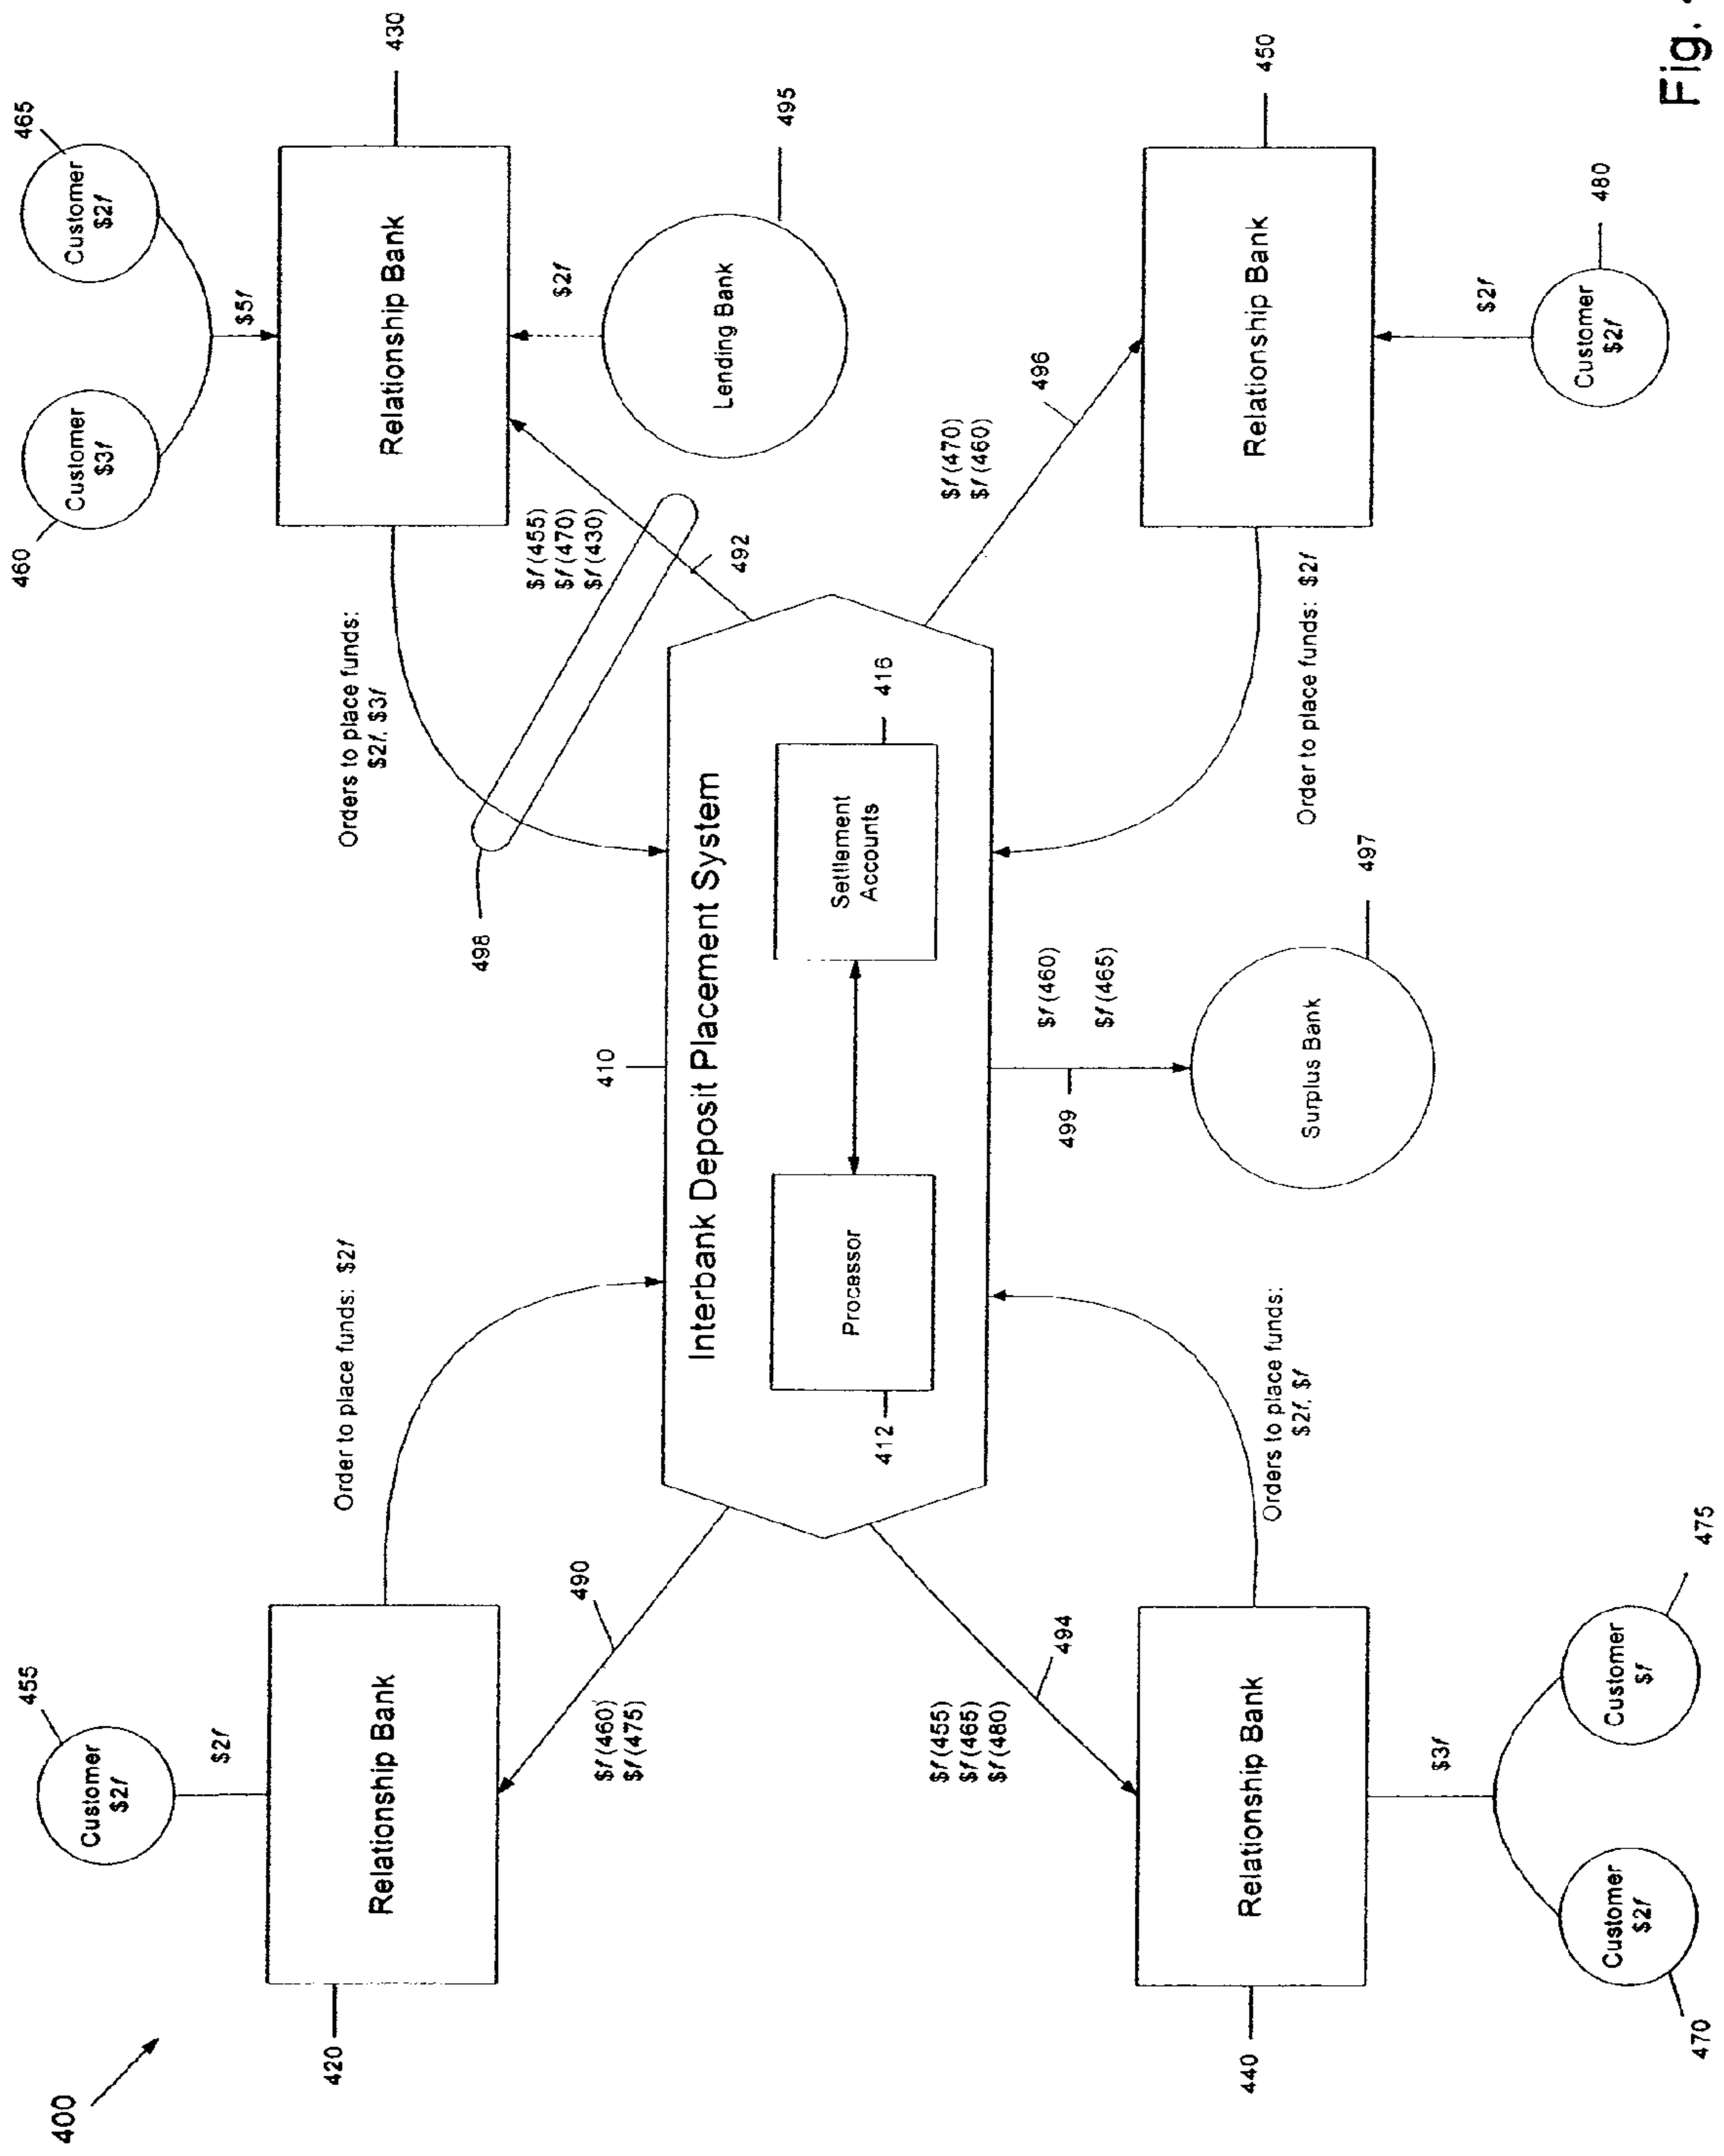 400
455
Customer
$2f
$2f
420
Relationship Bank
Order to place funds: $2f
490
$f (460)
$f (475)
460
Customer
$3f
465
Customer
$2f
$5f
430
Relationship Bank
Orders to place funds:
$2f, $3f
498
$f (455)
$f (470)
$f (430)
492
$2f
Lending Bank
495
410
Interbank Deposit Placement System
Processor
412
Settlement
Accounts
416
494
$f (455)
$f (465)
$f (480)
440
Relationship Bank
Orders to place funds:
$2f, $f
$3f
Customer
$2f
470
Customer
$f
475
499
$f (460)
$f (465)
Surplus Bank
497
496
$f (470)
$f (460)
450
Relationship Bank
Order to place funds: $2f
$2f
Customer
$2f
480
Fig.